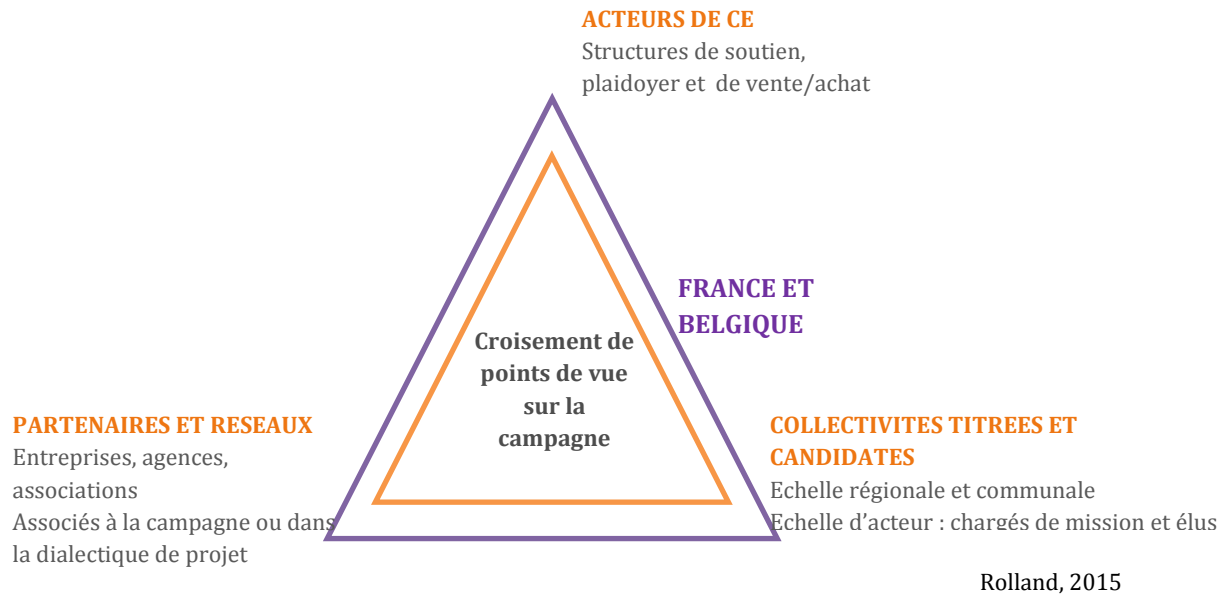 ACTEURS DE CE
Structures de soutien,
plaidoyer et de vente/achat
FRANCE ET
BELGIQUE
Croisement de
points de vue
sur la
campagne
PARTENAIRES ET RESEAUX
Entreprises, agences,
associations
Associés à la campagne ou dans
la dialectique de projet
COLLECTIVITES TITREES ET
CANDIDATES
Echelle régionale et communale
Echelle d'acteur : chargés de mission et élus
Rolland, 2015